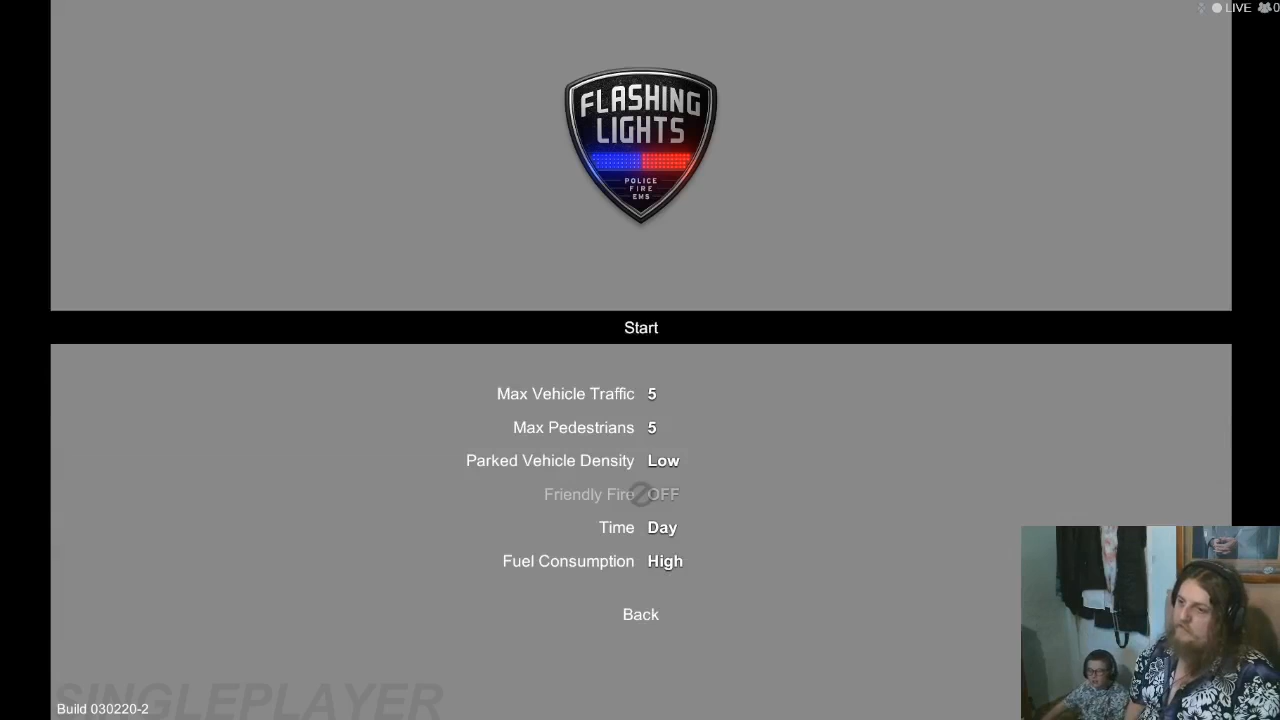 LIVE 0
FLASHING
LIGHTS
POLICE
FIRE
EMS
Start
Max Vehicle Traffic 5
Max Pedestrians 5
Parked Vehicle Density Low
Friendly Fire OFF
Time Day
Fuel Consumption High
Back
SINGLEPLAYER
Build 030220-2